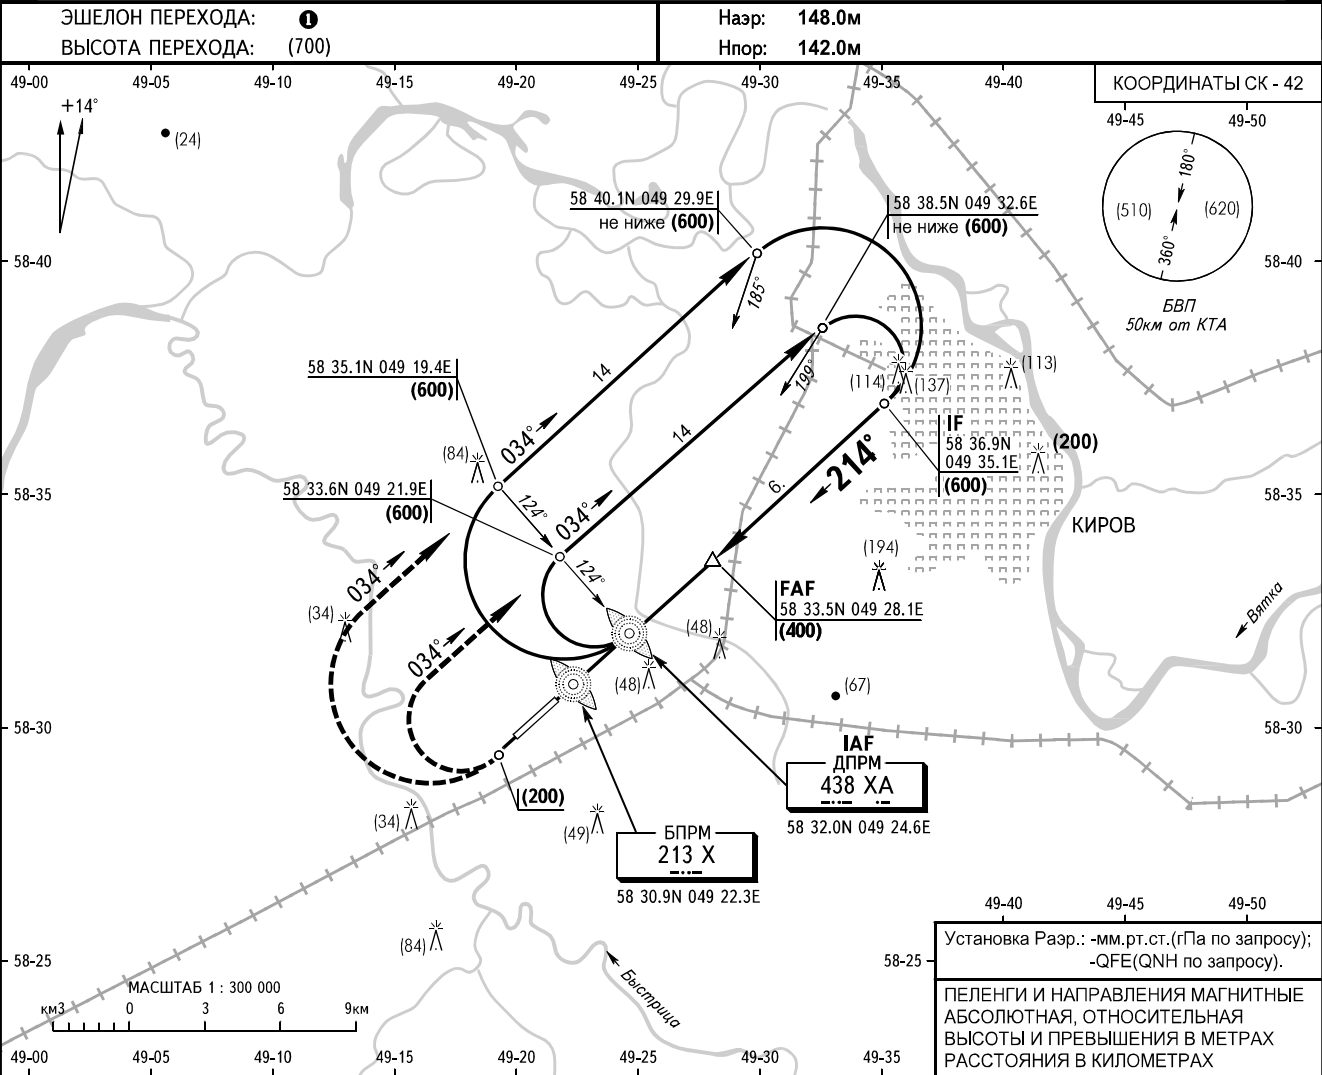 ЭШЕЛОН ПЕРЕХОДА: 1
ВЫСОТА ПЕРЕХОДА: (700)
Наэр: 148.0м
Нпор: 142.0м
49-00 49-05 49-10 49-15 49-20 49-25 49-30 49-35 49-40
КООРДИНАТЫ СК - 42
49-45 49-50
+14°
(24)
180°
(510) (620)
360°
БВП
50км от КТА
58 40.1N 049 29.9E
не ниже (600)
58 38.5N 049 32.6E
не ниже (600)
58-40 58-40
185°
199°
58 35.1N 049 19.4E
(600)
14
14
(114) (137) (113)
IF
58 36.9N
049 35.1E
(600)
(200)
(84)
034°
214°
6.
58 33.6N 049 21.9E
(600)
58-35 58-35
124°
034°
124°
КИРОВ
(194)
034°
FAF
58 33.5N 049 28.1E
(400)
(34)
034°
(48)
(48)
(67)
Вятка
58-30 58-30
IAF
ДПРМ
438 ХА
58 32.0N 049 24.6E
(200)
(34)
(49)
БПРМ
213 Х
58 30.9N 049 22.3E
(84)
49-40 49-45 49-50
58-25 58-25
Быстрица
МАСШТАБ 1 : 300 000
км3 0 3 6 9км
49-00 49-05 49-10 49-15 49-20 49-25 49-30 49-35
Установка Раэр.: -мм.рт.ст.(гПа по запросу);
-QFE(QNH по запросу).
ПЕЛЕНГИ И НАПРАВЛЕНИЯ МАГНИТНЫЕ
АБСОЛЮТНАЯ, ОТНОСИТЕЛЬНАЯ
ВЫСОТЫ И ПРЕВЫШЕНИЯ В МЕТРАХ
РАССТОЯНИЯ В КИЛОМЕТРАХ